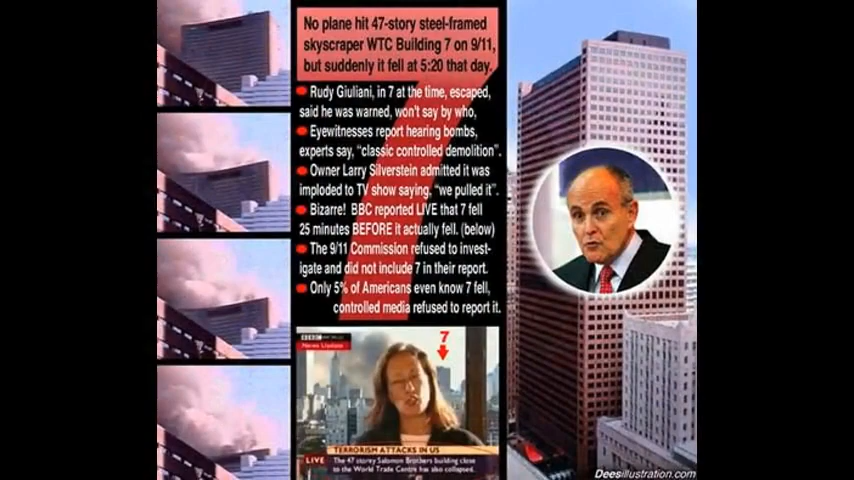 No plane hit 47-story steel-framed
skyscraper WTC Building 7 on 9/11,
but suddenly it fell at 5:20 that day.
Rudy Giuliani, in 7 at the time, escaped,
said he was warned, won't say by who,
Eyewitnesses report hearing bombs,
experts say, "classic controlled demolition".
Owner Larry Silverstein admitted it was
imploded to TV show saying, "we pulled it".
Bizarre! BBC reported LIVE that 7 fell
25 minutes BEFORE it actually fell. (below)
The 9/11 Commission refused to invest-
igate and did not include 7 in their report.
Only 5% of Americans even know 7 fell,
controlled media refused to report it.
7
BBC
News Update
TERRORISM ATTACKS IN US
LIVE The 47 storey Salomon Brothers building close
to the World Trade Centre has also collapsed.
Deesillustration.com